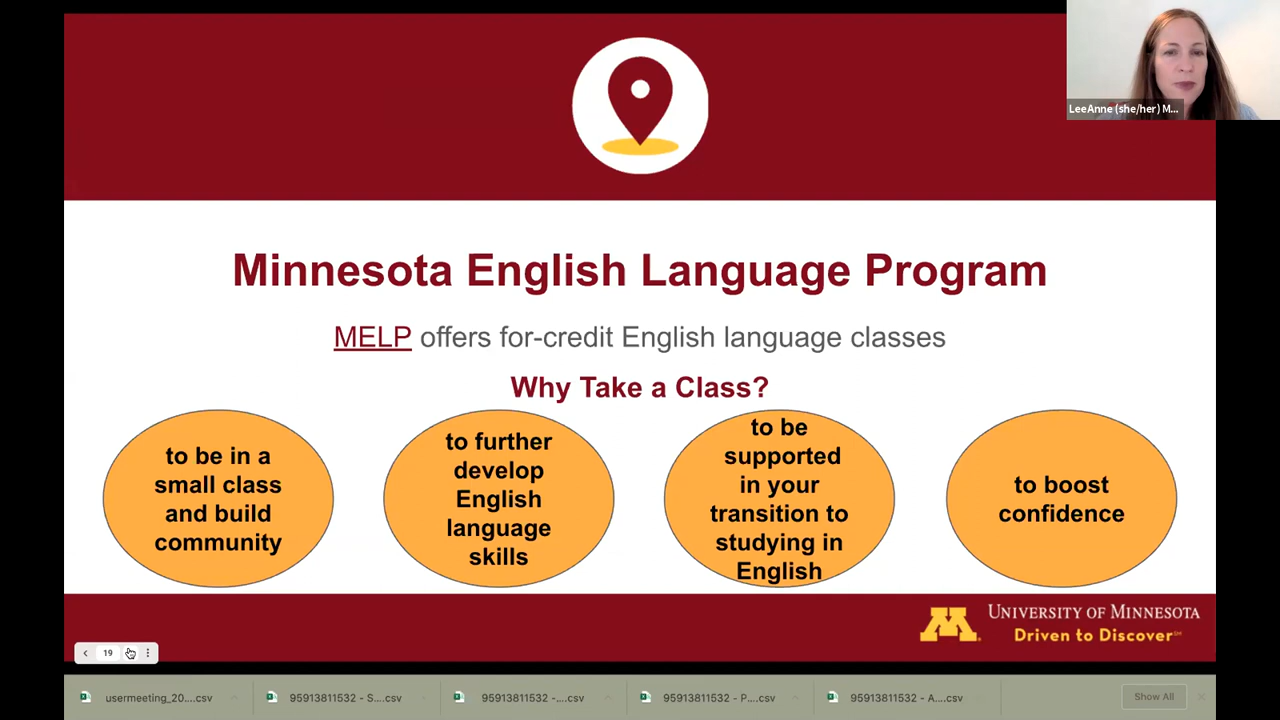 LeeAnne (she/her) M...
Minnesota English Language Program
MELP offers for-credit English language classes
Why Take a Class?
to be in a
small class
and build
community
to further
develop
English
language
skills
to be
supported
in your
transition to
studying in
English
to boost
confidence
M
UNIVERSITY OF MINNESOTA
Driven to Discover℠
19
usermeeting_20....csv
95913811532 - S....csv
95913811532 -....csv
95913811532 - P....csv
95913811532 - A....csv
Show All